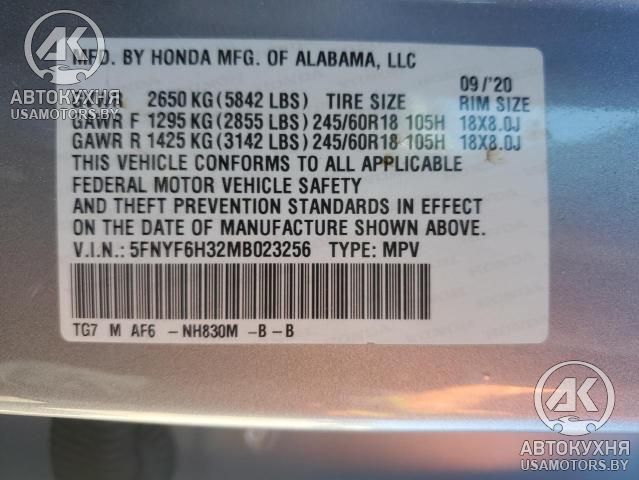 MFD. BY HONDA MFG. OF ALABAMA, LLC
09/'20
2650 KG (5842 LBS) TIRE SIZE RIM SIZE
GAWR F 1295 KG (2855 LBS) 245/60R18 105H 18X8.0J
GAWR R 1425 KG (3142 LBS) 245/60R18 105H 18X8.0J
THIS VEHICLE CONFORMS TO ALL APPLICABLE
FEDERAL MOTOR VEHICLE SAFETY
AND THEFT PREVENTION STANDARDS IN EFFECT
ON THE DATE OF MANUFACTURE SHOWN ABOVE.
V.I.N.: 5FNYF6H32MB023256 TYPE: MPV
TG7 M AF6 -NH830M -B -B
АК
АВТОКУХНЯ
USAMOTORS.BY
АК
АВТОКУХНЯ
USAMOTORS.BY